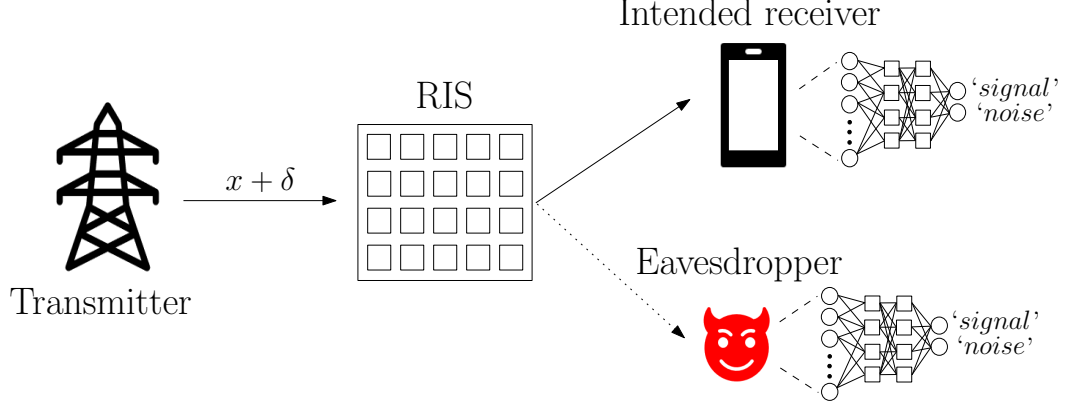 Intended receiver
RIS
'signal'
'noise'
x + δ
Eavesdropper
Transmitter
'signal'
'noise'